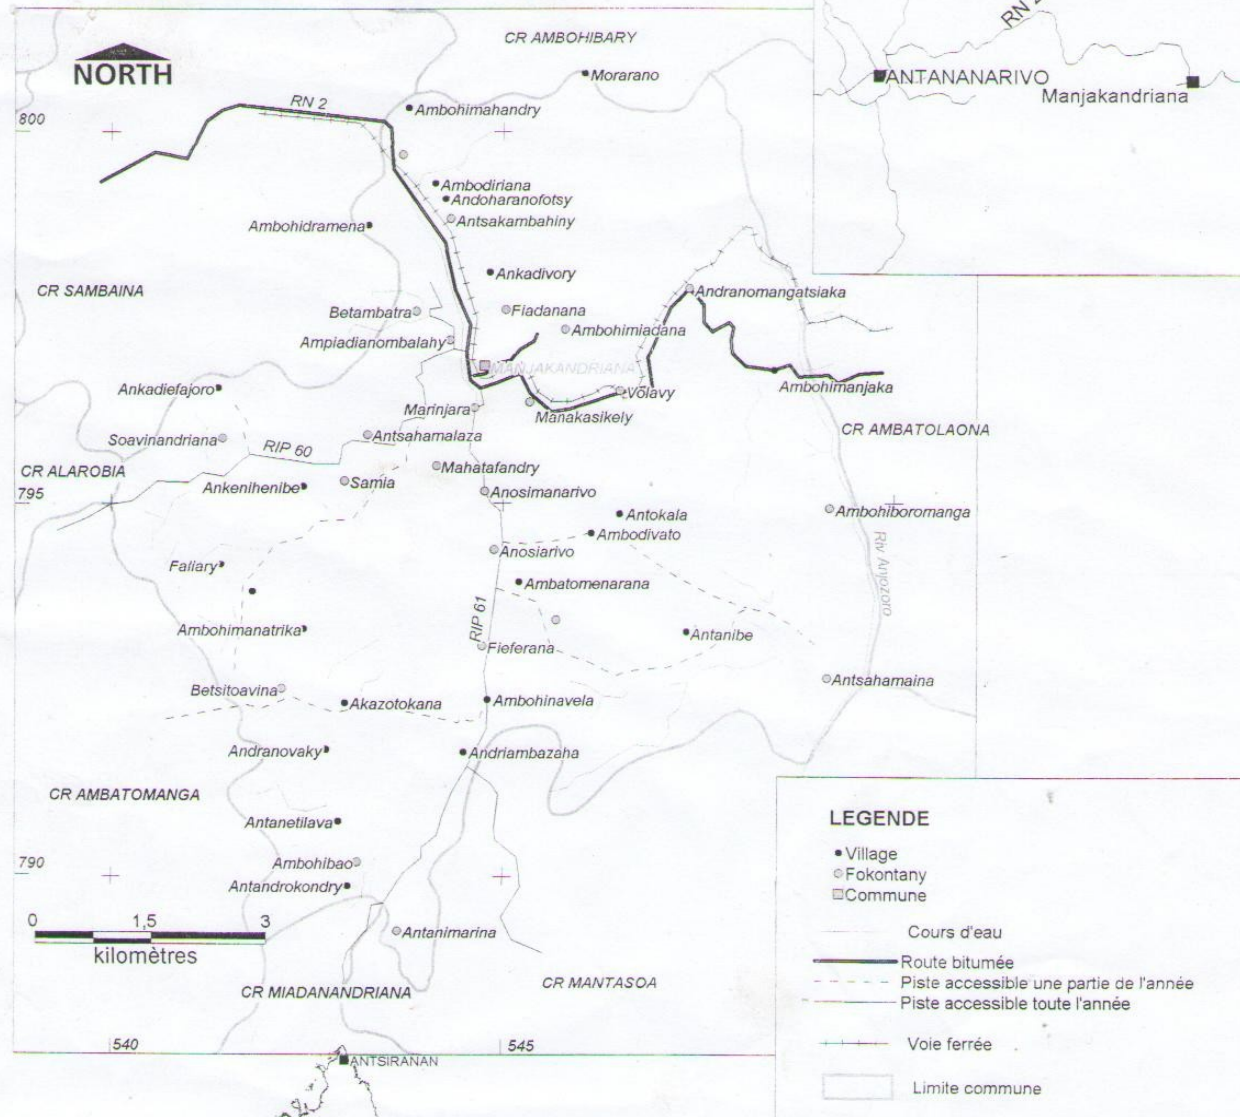 NORTH
CR AMBOHIBARY
Morarano
RN 2
ANTANANARIVO
Manjakandriana
Ambohimahandry
800
RN 2
Ambodiriana
Andoharanofotsy
Antsakambahiny
Ambohidramena
Ankadivory
CR SAMBAINA
Andranomangatsiaka
Betambatra
Fiadanana
Ambohimiadana
Ampiadianombalahy
MANJAKANDRIANA
Ankadiefajoro
Volavy
Ambohimanjaka
Marinjara
Manakasikely
Soavinandriana
RIP 60
Antsahamalaza
CR AMBATOLAONA
CR ALAROBIA
Mahatafandry
Ankenihenibe
Samia
Anosimanarivo
795
Antokala
Ambohiboromanga
Ambodivato
Anosiarivo
Riv Anjozoro
Faliary
Ambatomenarana
RIP 61
Ambohimanatrika
Antanibe
Fieferana
Betsitoavina
Antsahamaina
Akazotokana
Ambohinavela
Andranovaky
Andriambazaha
CR AMBATOMANGA
Antanetilava
790
Ambohibao
Antandrokondry
0 1,5 3
kilomètres
Antanimarina
CR MIADANANDRIANA
CR MANTASOA
540
545
ANTSIRANAN
LEGENDE
Village
Fokontany
Commune
Cours d'eau
Route bitumée
Piste accessible une partie de l'année
Piste accessible toute l'année
Voie ferrée
Limite commune